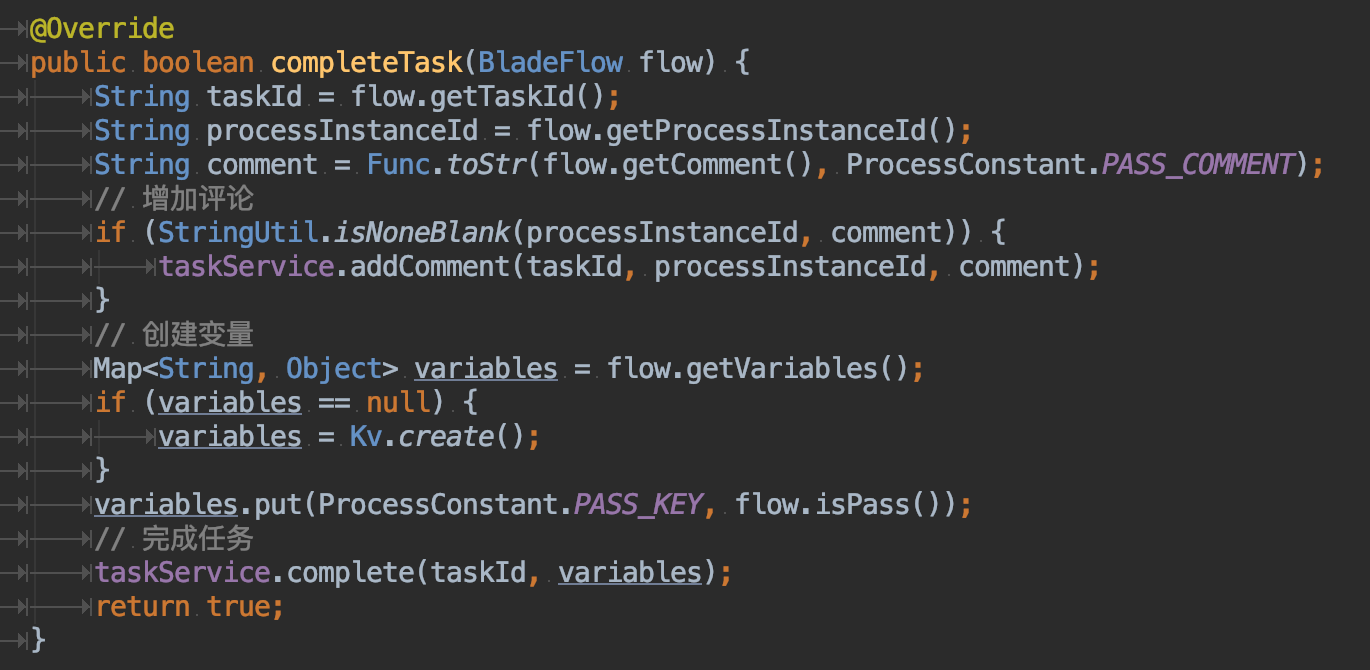 @Override
public boolean completeTask(BladeFlow flow) {
String taskId = flow.getTaskId();
String processInstanceId = flow.getProcessInstanceId();
String comment = Func.toStr(flow.getComment(), ProcessConstant.PASS_COMMENT);
// 增加评论
if (StringUtil.isNoneBlank(processInstanceId, comment)) {
taskService.addComment(taskId, processInstanceId, comment);
}
// 创建变量
Map<String, Object> variables = flow.getVariables();
if (variables == null) {
variables = Kv.create();
}
variables.put(ProcessConstant.PASS_KEY, flow.isPass());
// 完成任务
taskService.complete(taskId, variables);
return true;
}